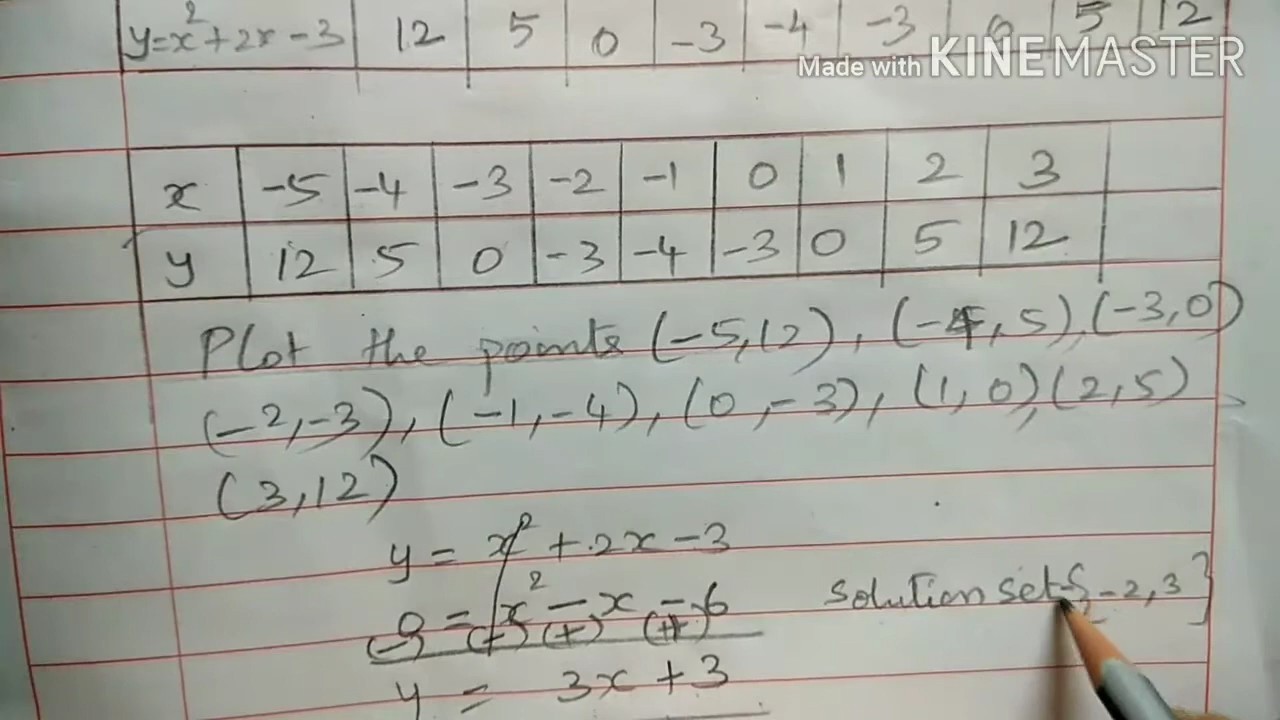 y=x²+2x-3 12 5 0 -3 -4 -3 0 5 12
Made with KINEMASTER
x -5 -4 -3 -2 -1 0 1 2 3
y 12 5 0 -3 -4 -3 0 5 12
Plot the points (-5,12), (-4,5), (-3,0)
(-2,-3), (-1,-4), (0,-3), (1,0), (2,5),
(3,12)
y = x² + 2x - 3
0 = x² - x - 6
(-) (-) (+) (+)
solution set {-2,3}
y = 3x + 3